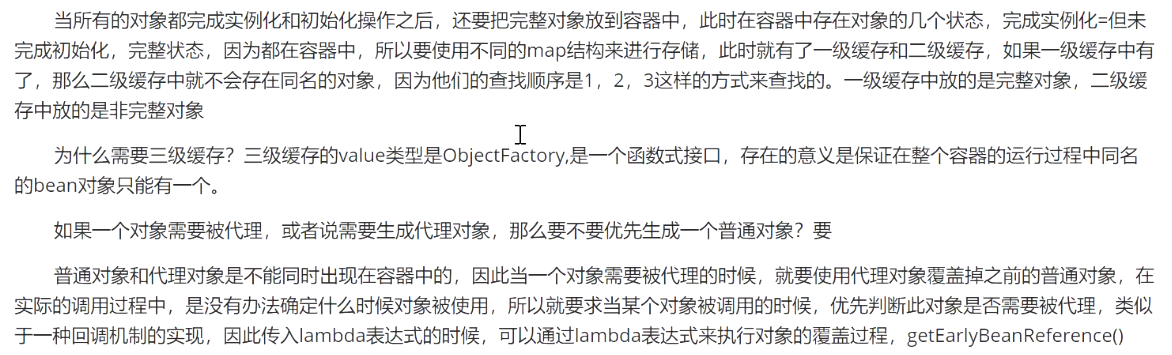 当所有的对象都完成实例化和初始化操作之后，还要把完整对象放到容器中，此时在容器中存在对象的几个状态，完成实例化=但未
完成初始化，完整状态，因为都在容器中，所以要使用不同的map结构来进行存储，此时就有了一级缓存和二级缓存，如果一级缓存中有
了，那么二级缓存中就不会存在同名的对象，因为他们的查找顺序是1，2，3这样的方式来查找的。一级缓存中放的是完整对象，二级缓
存中放的是非完整对象
为什么需要三级缓存？三级缓存的value类型是ObjectFactory,是一个函数式接口，存在的意义是保证在整个容器的运行过程中同名
的bean对象只能有一个。
如果一个对象需要被代理，或者说需要生成代理对象，那么要不要优先生成一个普通对象？要
普通对象和代理对象是不能同时出现在容器中的，因此当一个对象需要被代理的时候，就要使用代理对象覆盖掉之前的普通对象，在
实际的调用过程中，是没有办法确定什么时候对象被使用，所以就要求当某个对象被调用的时候，优先判断此对象是否需要被代理，类似
于一种回调机制的实现，因此传入lambda表达式的时候，可以通过lambda表达式来执行对象的覆盖过程，getEarlyBeanReference()